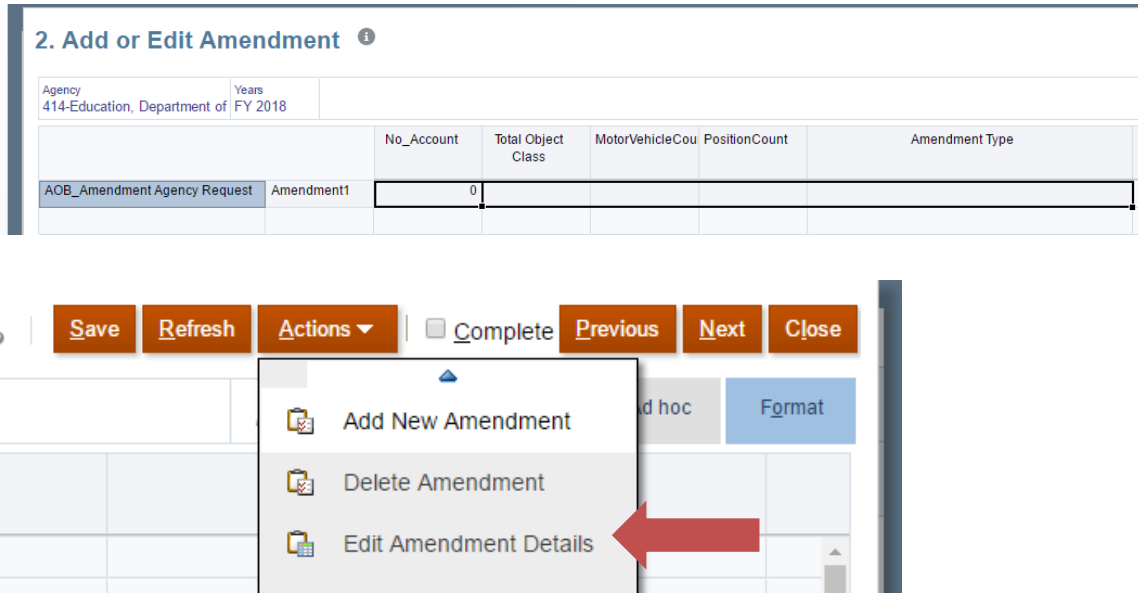 2. Add or Edit Amendment i
Agency Years
414-Education, Department of FY 2018
No_Account Total Object Class MotorVehicleCou PositionCount Amendment Type
AOB_Amendment Agency Request Amendment1 0
Save Refresh Actions Complete Previous Next Close
d hoc Format
Add New Amendment
Delete Amendment
Edit Amendment Details